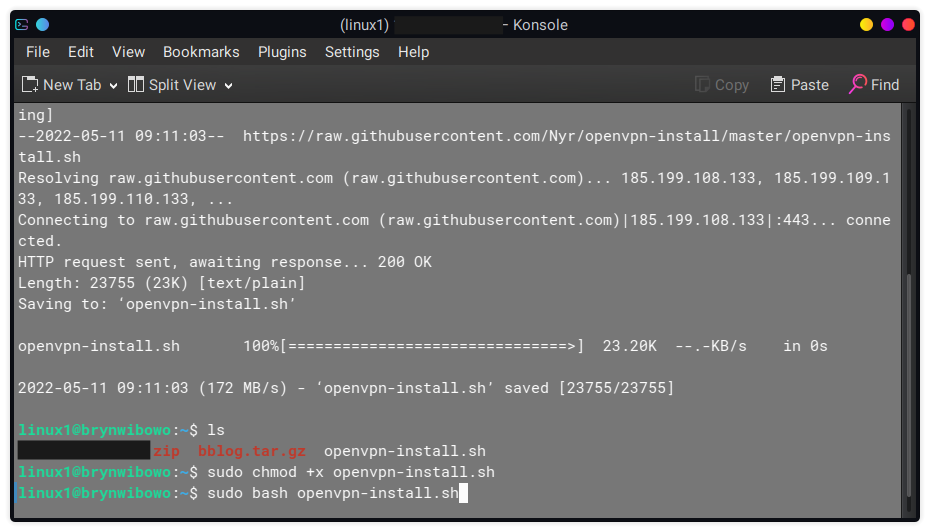 (linux1) – Konsole
File Edit View Bookmarks Plugins Settings Help
New Tab Split View Copy Paste Find
ing]
--2022-05-11 09:11:03--  https://raw.githubusercontent.com/Nyr/openvpn-install/master/openvpn-ins
tall.sh
Resolving raw.githubusercontent.com (raw.githubusercontent.com)... 185.199.108.133, 185.199.109.1
33, 185.199.110.133, ...
Connecting to raw.githubusercontent.com (raw.githubusercontent.com)|185.199.108.133|:443... conne
cted.
HTTP request sent, awaiting response... 200 OK
Length: 23755 (23K) [text/plain]
Saving to: ‘openvpn-install.sh’
openvpn-install.sh       100%[===============================>]  23.20K  --.-KB/s    in 0s
2022-05-11 09:11:03 (172 MB/s) - ‘openvpn-install.sh’ saved [23755/23755]
linux1@brynwibowo:~$ ls
zip  bblog.tar.gz  openvpn-install.sh
linux1@brynwibowo:~$ sudo chmod +x openvpn-install.sh
linux1@brynwibowo:~$ sudo bash openvpn-install.sh